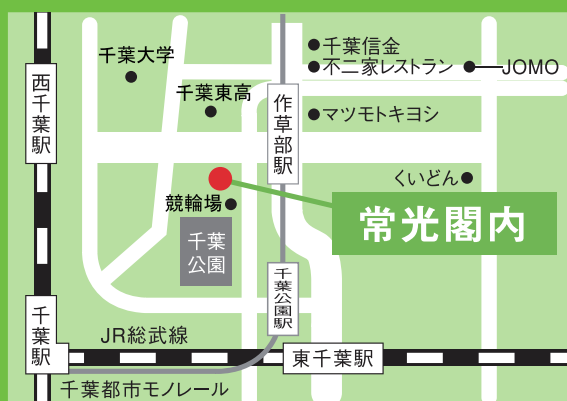 千葉信金
千葉大学
不二家レストラン
JOMO
西千葉駅
千葉東高
作草部駅
マツモトキヨシ
くいどん
競輪場
常光閣内
千葉
公園
千葉公園駅
千葉駅
JR総武線
東千葉駅
千葉都市モノレール